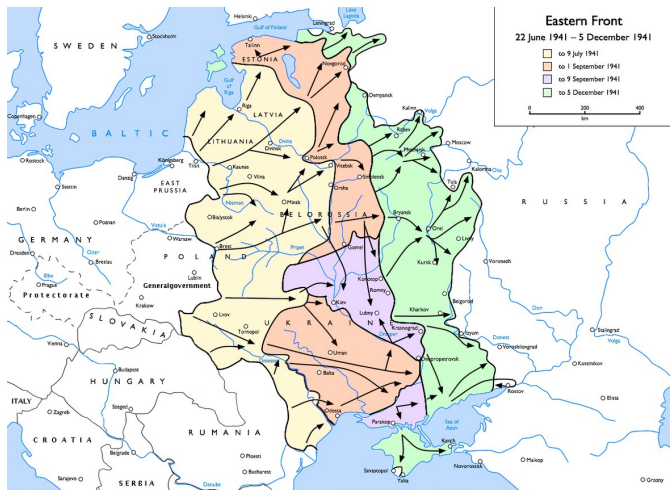 Eastern Front
22 June 1941 – 5 December 1941
to 9 July 1941
to 1 September 1941
to 9 September 1941
to 5 December 1941
0
200
400
km
Helsinki
Lake
Ladoga
Gulf of Finland
Leningrad
SWEDEN
Stockholm
Tallinn
ESTONIA
Novgorod
Gulf
of
Riga
Demyansk
Riga
LATVIA
Kalinin
Volga
Copenhagen
BALTIC
Rzhev
Moscow
LITHUANIA
Dvina
Dvinsk
Mozhaisk
Polotsk
Vitebsk
Kolomna
Oka
Rostock
Königsberg
Tilsit
Kaunas
Smolensk
Danzig
Vilna
Orsha
Tula
Stettin
EAST
PRUSSIA
Nieman
Minsk
RUSSIA
Berlin
Bialystok
BELORUSSIA
Bryansk
Poznan
Vistula
Orel
GERMANY
Warsaw
Brest
Pripet
Gomel
Livny
Dresden
Oder
Breslau
POLAND
Kursk
Voronezh
Elbe
Prague
Lublin
Konotop
Protectorate
Generalgovernment
Romny
Belgorod
Krakow
Kiev
Don
Lvov
Lubny
Kharkov
SLOVAKIA
Tarnopol
UKRAINE
Krasnograd
Stalingrad
Vienna
Dnieper
Izyum
Donets
Volga
Dniester
Uman
Voroshilovgrad
Budapest
Balta
Dnepropetrovsk
Kotelnikov
HUNGARY
Rostov
ITALY
Szeged
Odessa
Elista
Zagreb
RUMANIA
Perekop
Sea of
Azov
CROATIA
Kerch
Belgrade
Ploesti
Maikop
Sevastopol
Novorossisk
Sarajevo
SERBIA
Bucharest
Yalta
Danube
Grozny